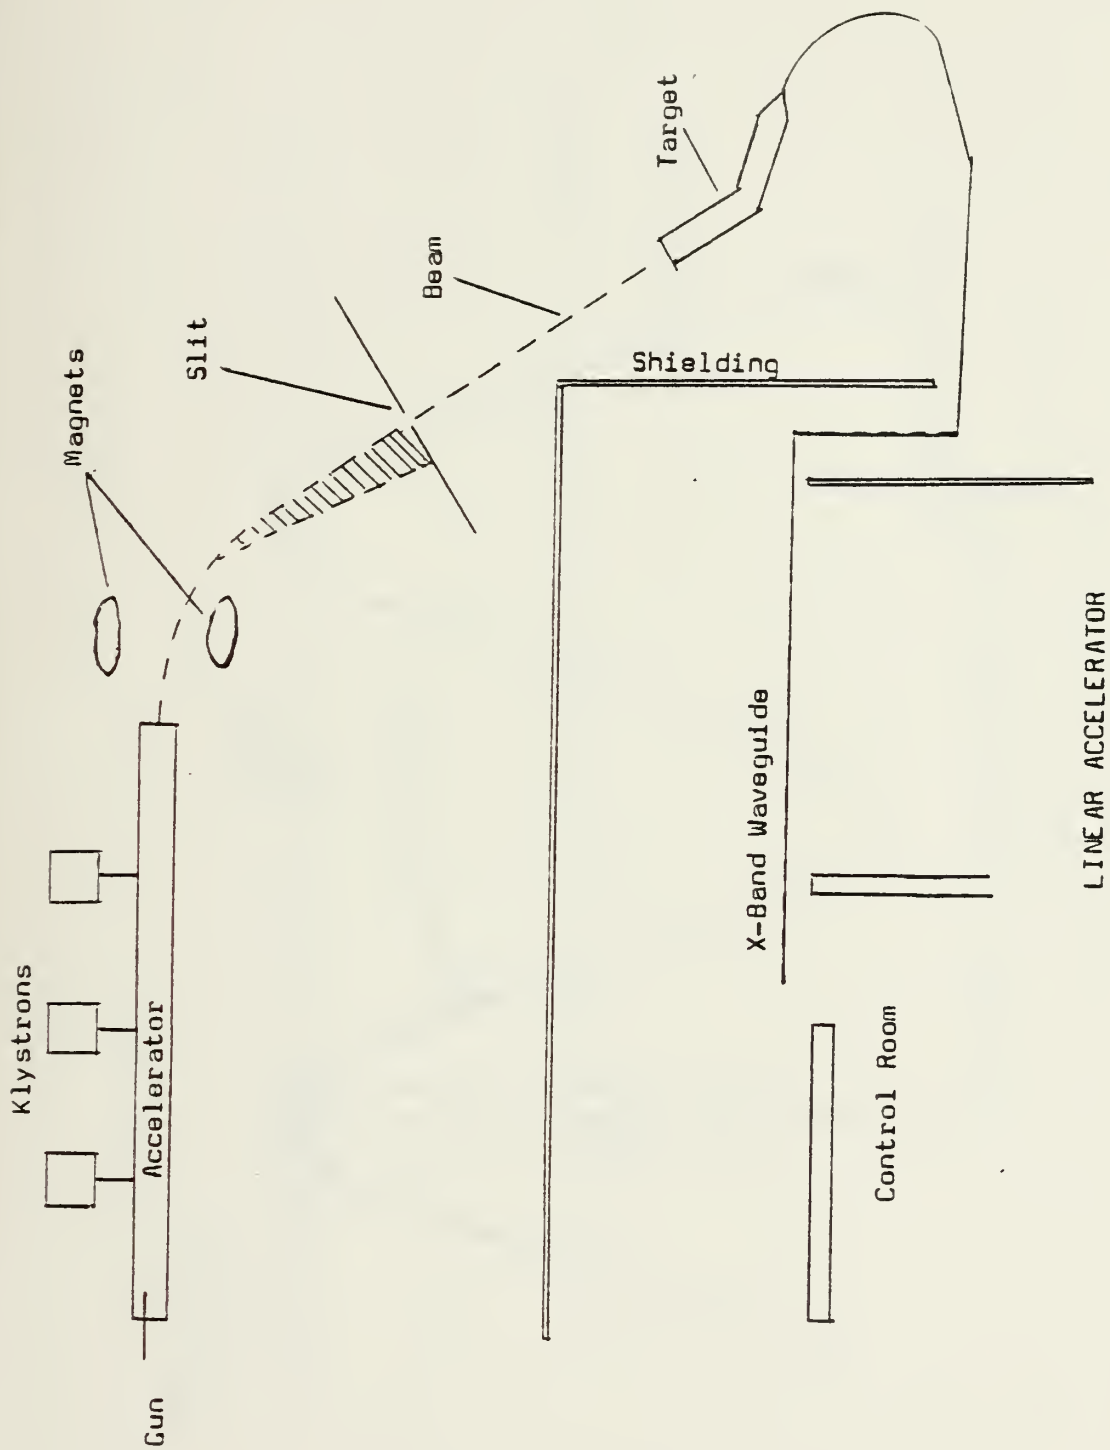 Klystrons
Magnets
Slit
Beam
Target
Gun
Accelerator
Shielding
X-Band Waveguide
Control Room
LINEAR ACCELERATOR